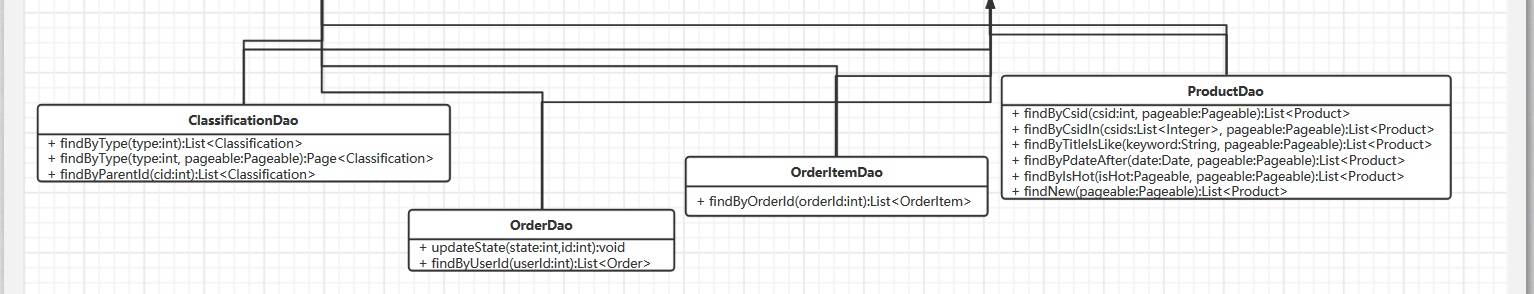 ClassificationDao
+ findByType(type:int):List<Classification>
+ findByType(type:int, pageable:Pageable):Page<Classification>
+ findByParentId(cid:int):List<Classification>
OrderDao
+ updateState(state:int,id:int):void
+ findByUserId(userId:int):List<Order>
OrderItemDao
+ findByOrderId(orderId:int):List<OrderItem>
ProductDao
+ findByCsid(csid:int, pageable:Pageable):List<Product>
+ findByCsidIn(csids:List<Integer>, pageable:Pageable):List<Product>
+ findByTitleIsLike(keyword:String, pageable:Pageable):List<Product>
+ findByPdateAfter(date:Date, pageable:Pageable):List<Product>
+ findByIsHot(isHot:Pageable, pageable:Pageable):List<Product>
+ findNew(pageable:Pageable):List<Product>